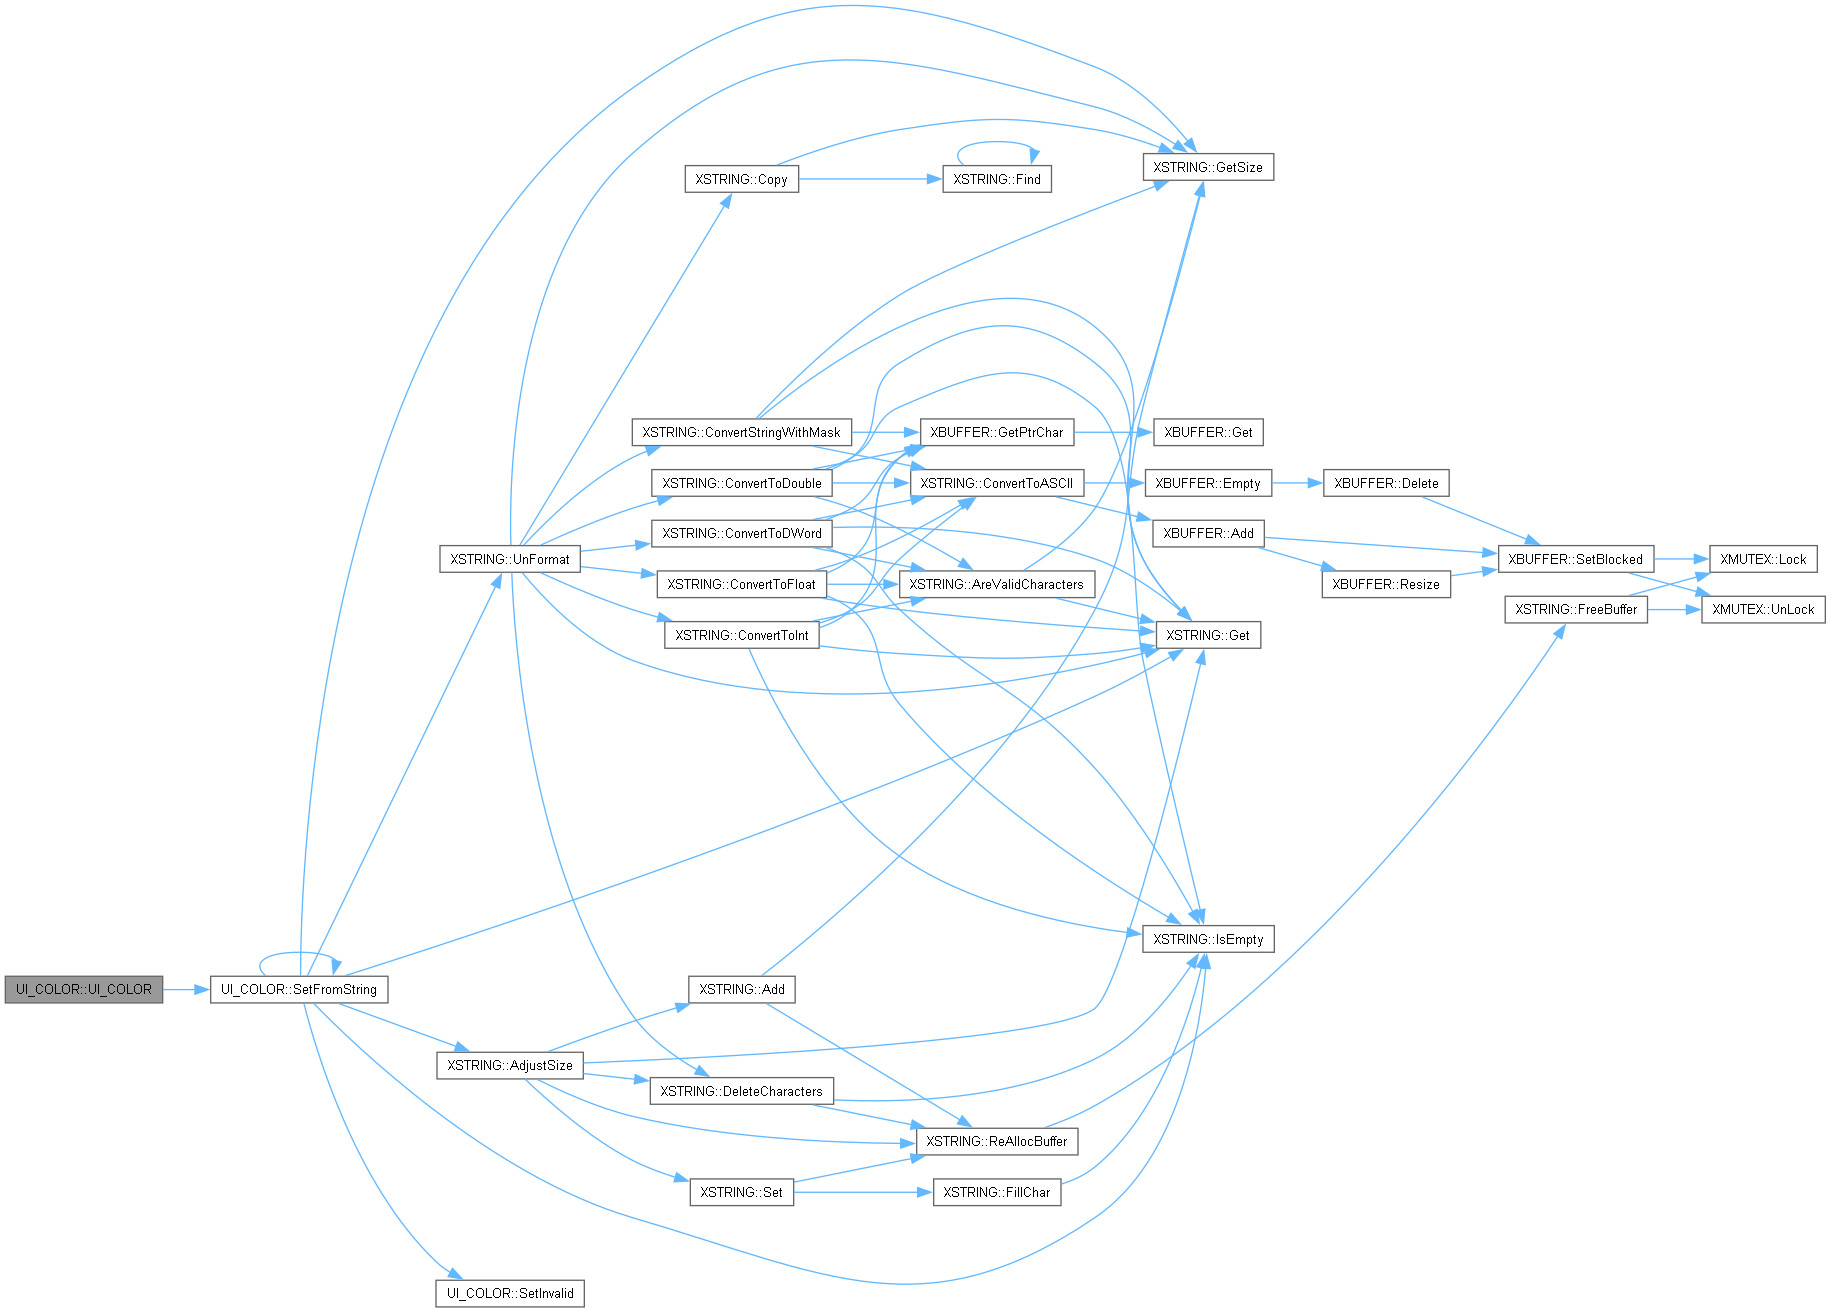 UI_COLOR::UI_COLOR
UI_COLOR::SetFromString
XSTRING::UnFormat
XSTRING::AdjustSize
UI_COLOR::SetInvalid
XSTRING::Copy
XSTRING::ConvertStringWithMask
XSTRING::ConvertToDouble
XSTRING::ConvertToDWord
XSTRING::ConvertToFloat
XSTRING::ConvertToInt
XSTRING::Add
XSTRING::DeleteCharacters
XSTRING::Set
XSTRING::Find
XBUFFER::GetPtrChar
XSTRING::ConvertToASCII
XSTRING::AreValidCharacters
XSTRING::ReAllocBuffer
XSTRING::FillChar
XSTRING::GetSize
XBUFFER::Get
XBUFFER::Empty
XBUFFER::Add
XSTRING::Get
XSTRING::IsEmpty
XBUFFER::Delete
XBUFFER::Resize
XBUFFER::SetBlocked
XSTRING::FreeBuffer
XMUTEX::Lock
XMUTEX::UnLock